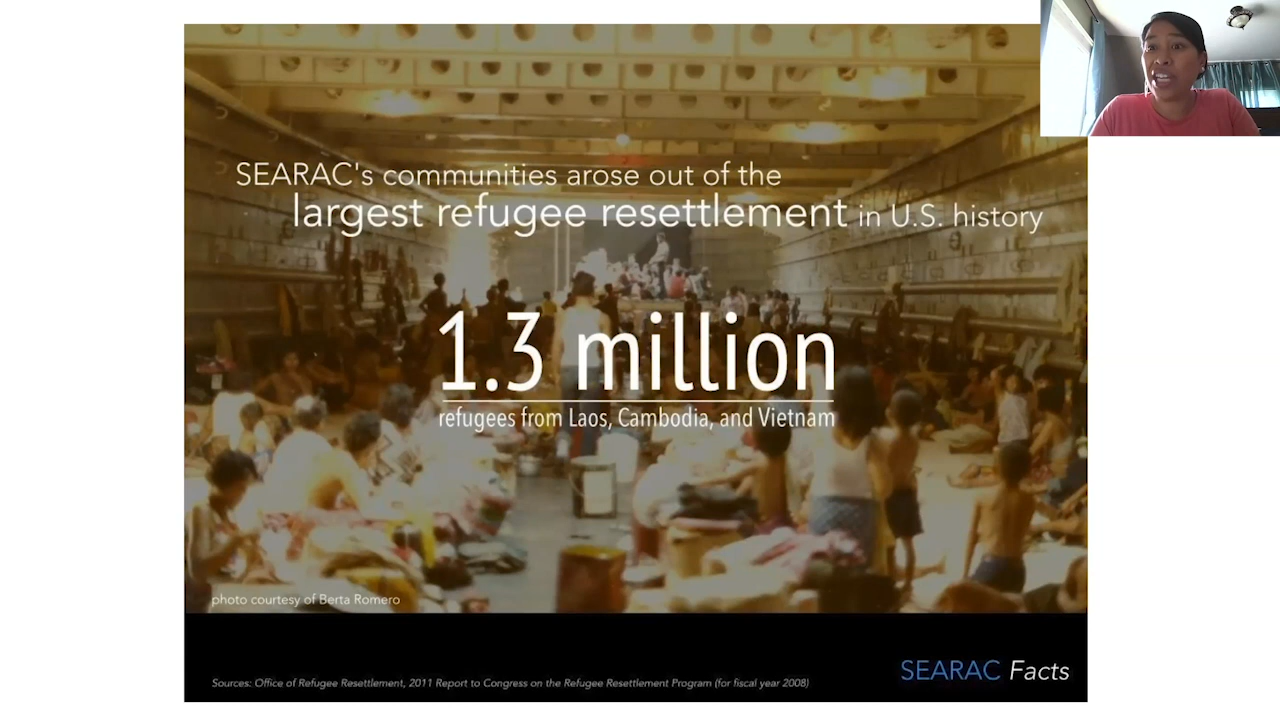 SEARAC's communities arose out of the
largest refugee resettlement in U.S. history
1.3 million
refugees from Laos, Cambodia, and Vietnam
photo courtesy of Berta Romero
SEARAC Facts
Sources: Office of Refugee Resettlement, 2011 Report to Congress on the Refugee Resettlement Program (for fiscal year 2008)